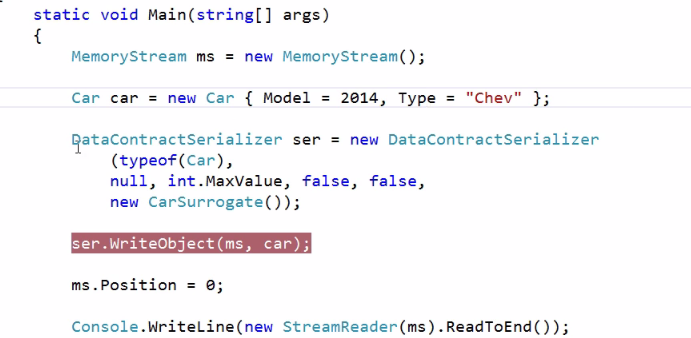 static void Main(string[] args)
{
MemoryStream ms = new MemoryStream();
Car car = new Car { Model = 2014, Type = "Chev" };
DataContractSerializer ser = new DataContractSerializer
(typeof(Car),
null, int.MaxValue, false, false,
new CarSurrogate());
ser.WriteObject(ms, car);
ms.Position = 0;
Console.WriteLine(new StreamReader(ms).ReadToEnd());